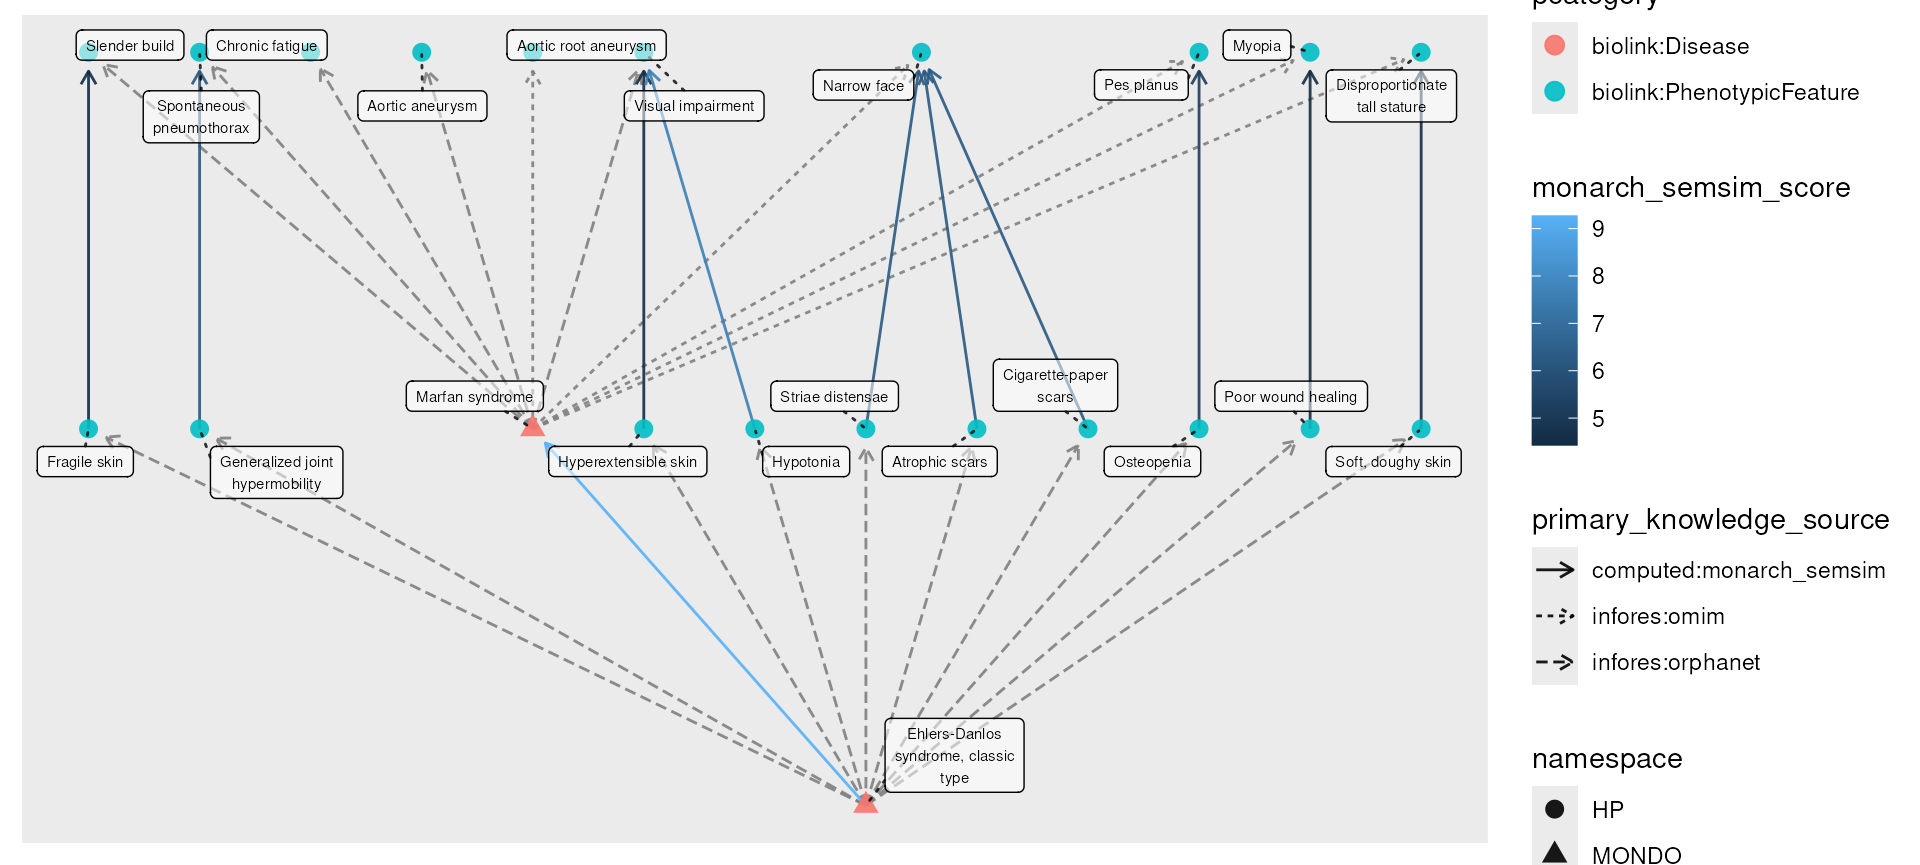 pcategory
biolink:Disease
biolink:PhenotypicFeature
monarch_semsim_score
9
8
7
6
5
primary_knowledge_source
computed:monarch_semsim
infores:omim
infores:orphanet
namespace
HP
MONDO
Slender build
Chronic fatigue
Aortic root aneurysm
Myopia
Spontaneous
pneumothorax
Aortic aneurysm
Visual impairment
Narrow face
Pes planus
Disproportionate
tall stature
Marfan syndrome
Striae distensae
Cigarette-paper
scars
Poor wound healing
Fragile skin
Generalized joint
hypermobility
Hyperextensible skin
Hypotonia
Atrophic scars
Osteopenia
Soft, doughy skin
Ehlers-Danlos
syndrome, classic
type